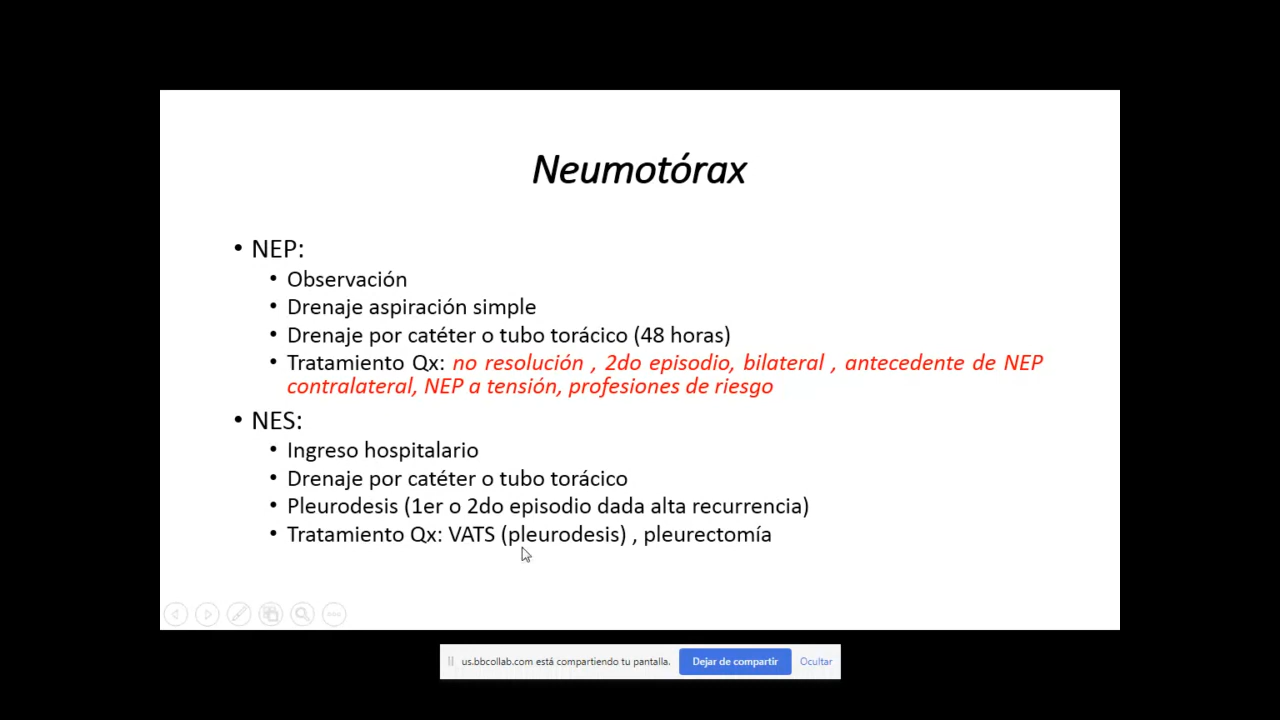 Neumotórax
• NEP:
• Observación
• Drenaje aspiración simple
• Drenaje por catéter o tubo torácico (48 horas)
• Tratamiento Qx: no resolución , 2do episodio, bilateral , antecedente de NEP
contralateral, NEP a tensión, profesiones de riesgo
• NES:
• Ingreso hospitalario
• Drenaje por catéter o tubo torácico
• Pleurodesis (1er o 2do episodio dada alta recurrencia)
• Tratamiento Qx: VATS (pleurodesis) , pleurectomía
us.bbcollab.com está compartiendo tu pantalla. Dejar de compartir Ocultar